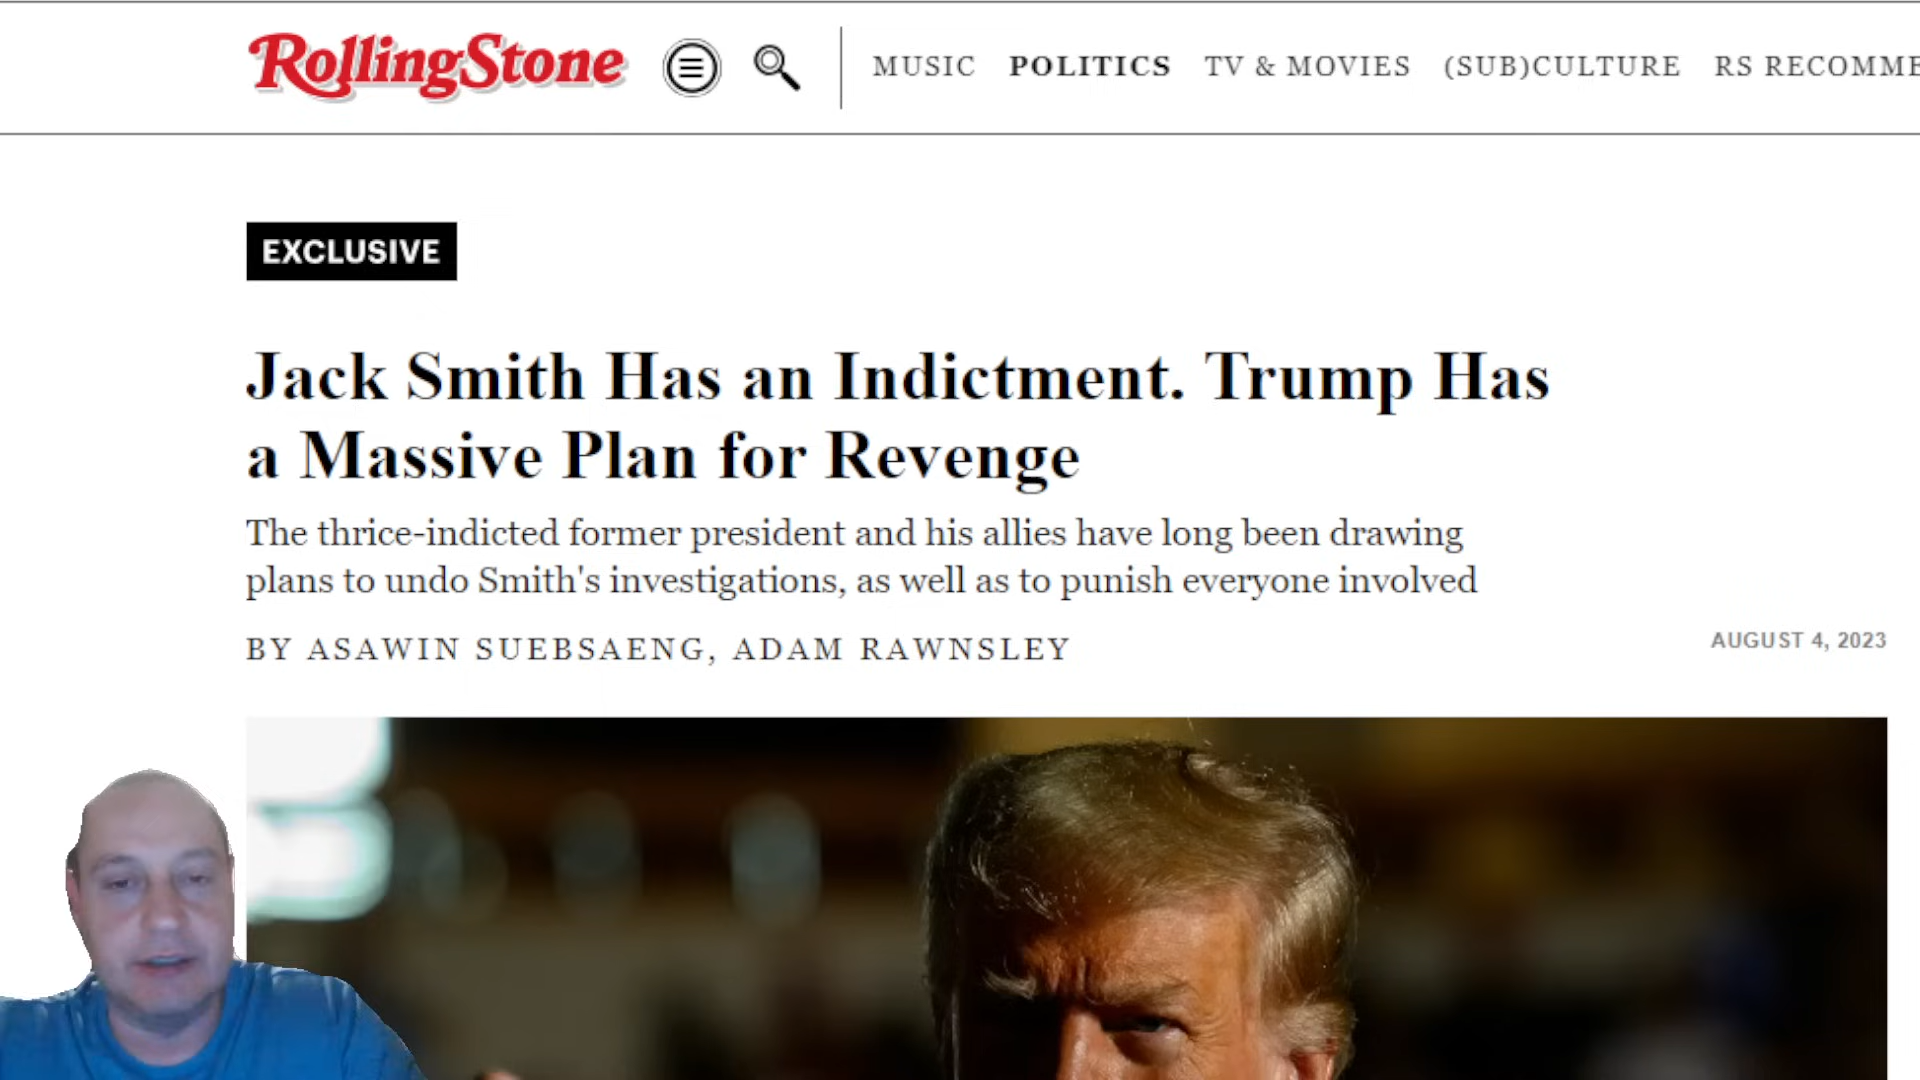 RollingStone
MUSIC POLITICS TV & MOVIES (SUB)CULTURE RS RECOMME
EXCLUSIVE
Jack Smith Has an Indictment. Trump Has
a Massive Plan for Revenge
The thrice-indicted former president and his allies have long been drawing
plans to undo Smith's investigations, as well as to punish everyone involved
BY ASAWIN SUEBSAENG, ADAM RAWNSLEY
AUGUST 4, 2023